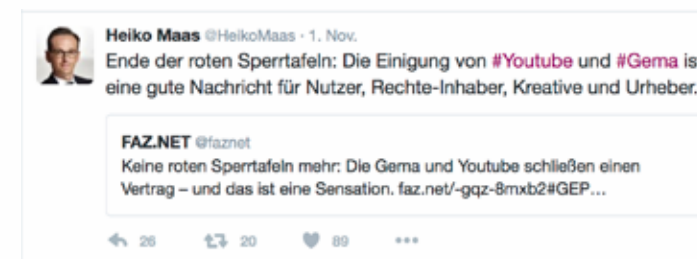 Heiko Maas @HeikoMaas · 1. Nov.
Ende der roten Sperrtafeln: Die Einigung von #Youtube und #Gema is
eine gute Nachricht für Nutzer, Rechte-Inhaber, Kreative und Urheber.
FAZ.NET @faznet
Keine roten Sperrtafeln mehr: Die Gema und Youtube schließen einen
Vertrag – und das ist eine Sensation. faz.net/-gqz-8mxb2#GEP...
26 20 89